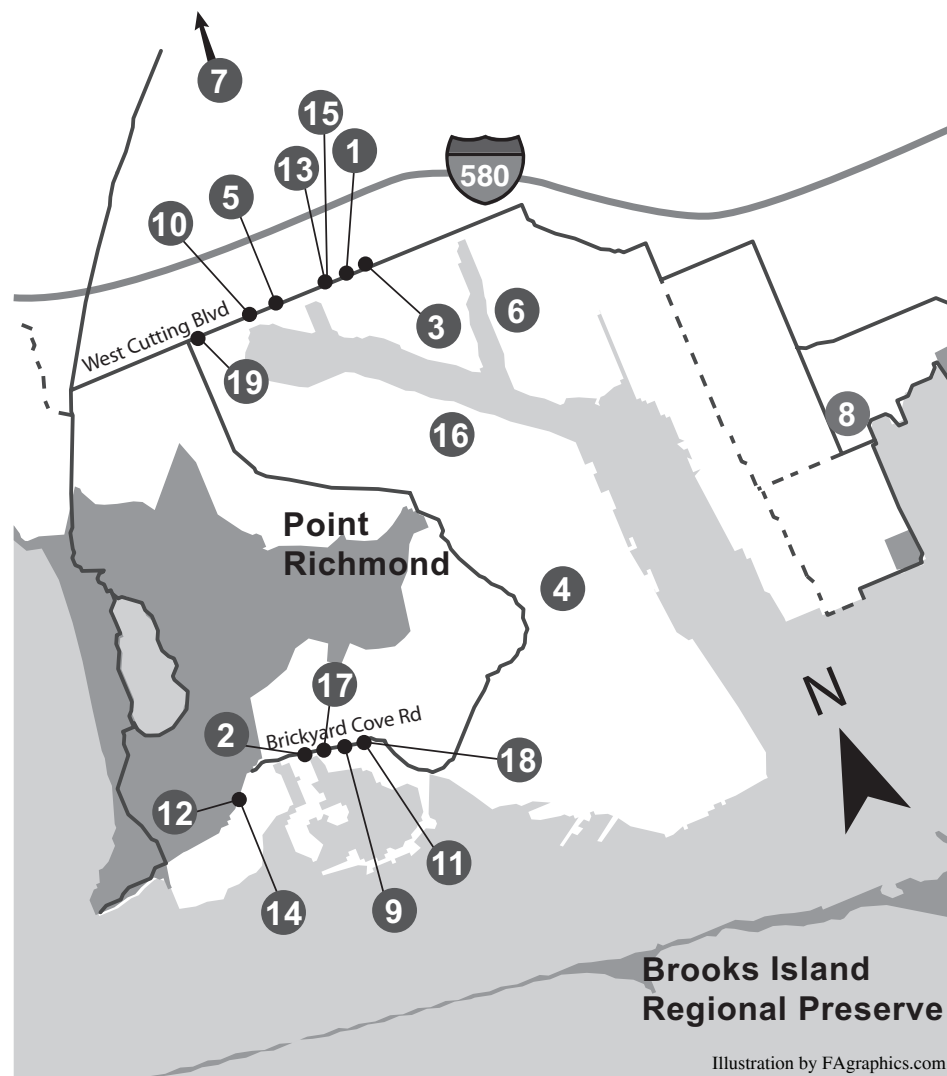 7
15
1
13
580
5
10
6
3
West Cutting Blvd
19
8
16
Point
Richmond
4
N
17
Brickyard Cove Rd
2
18
12
11
14
9
Brooks Island
Regional Preserve
Illustration by FAgraphics.com